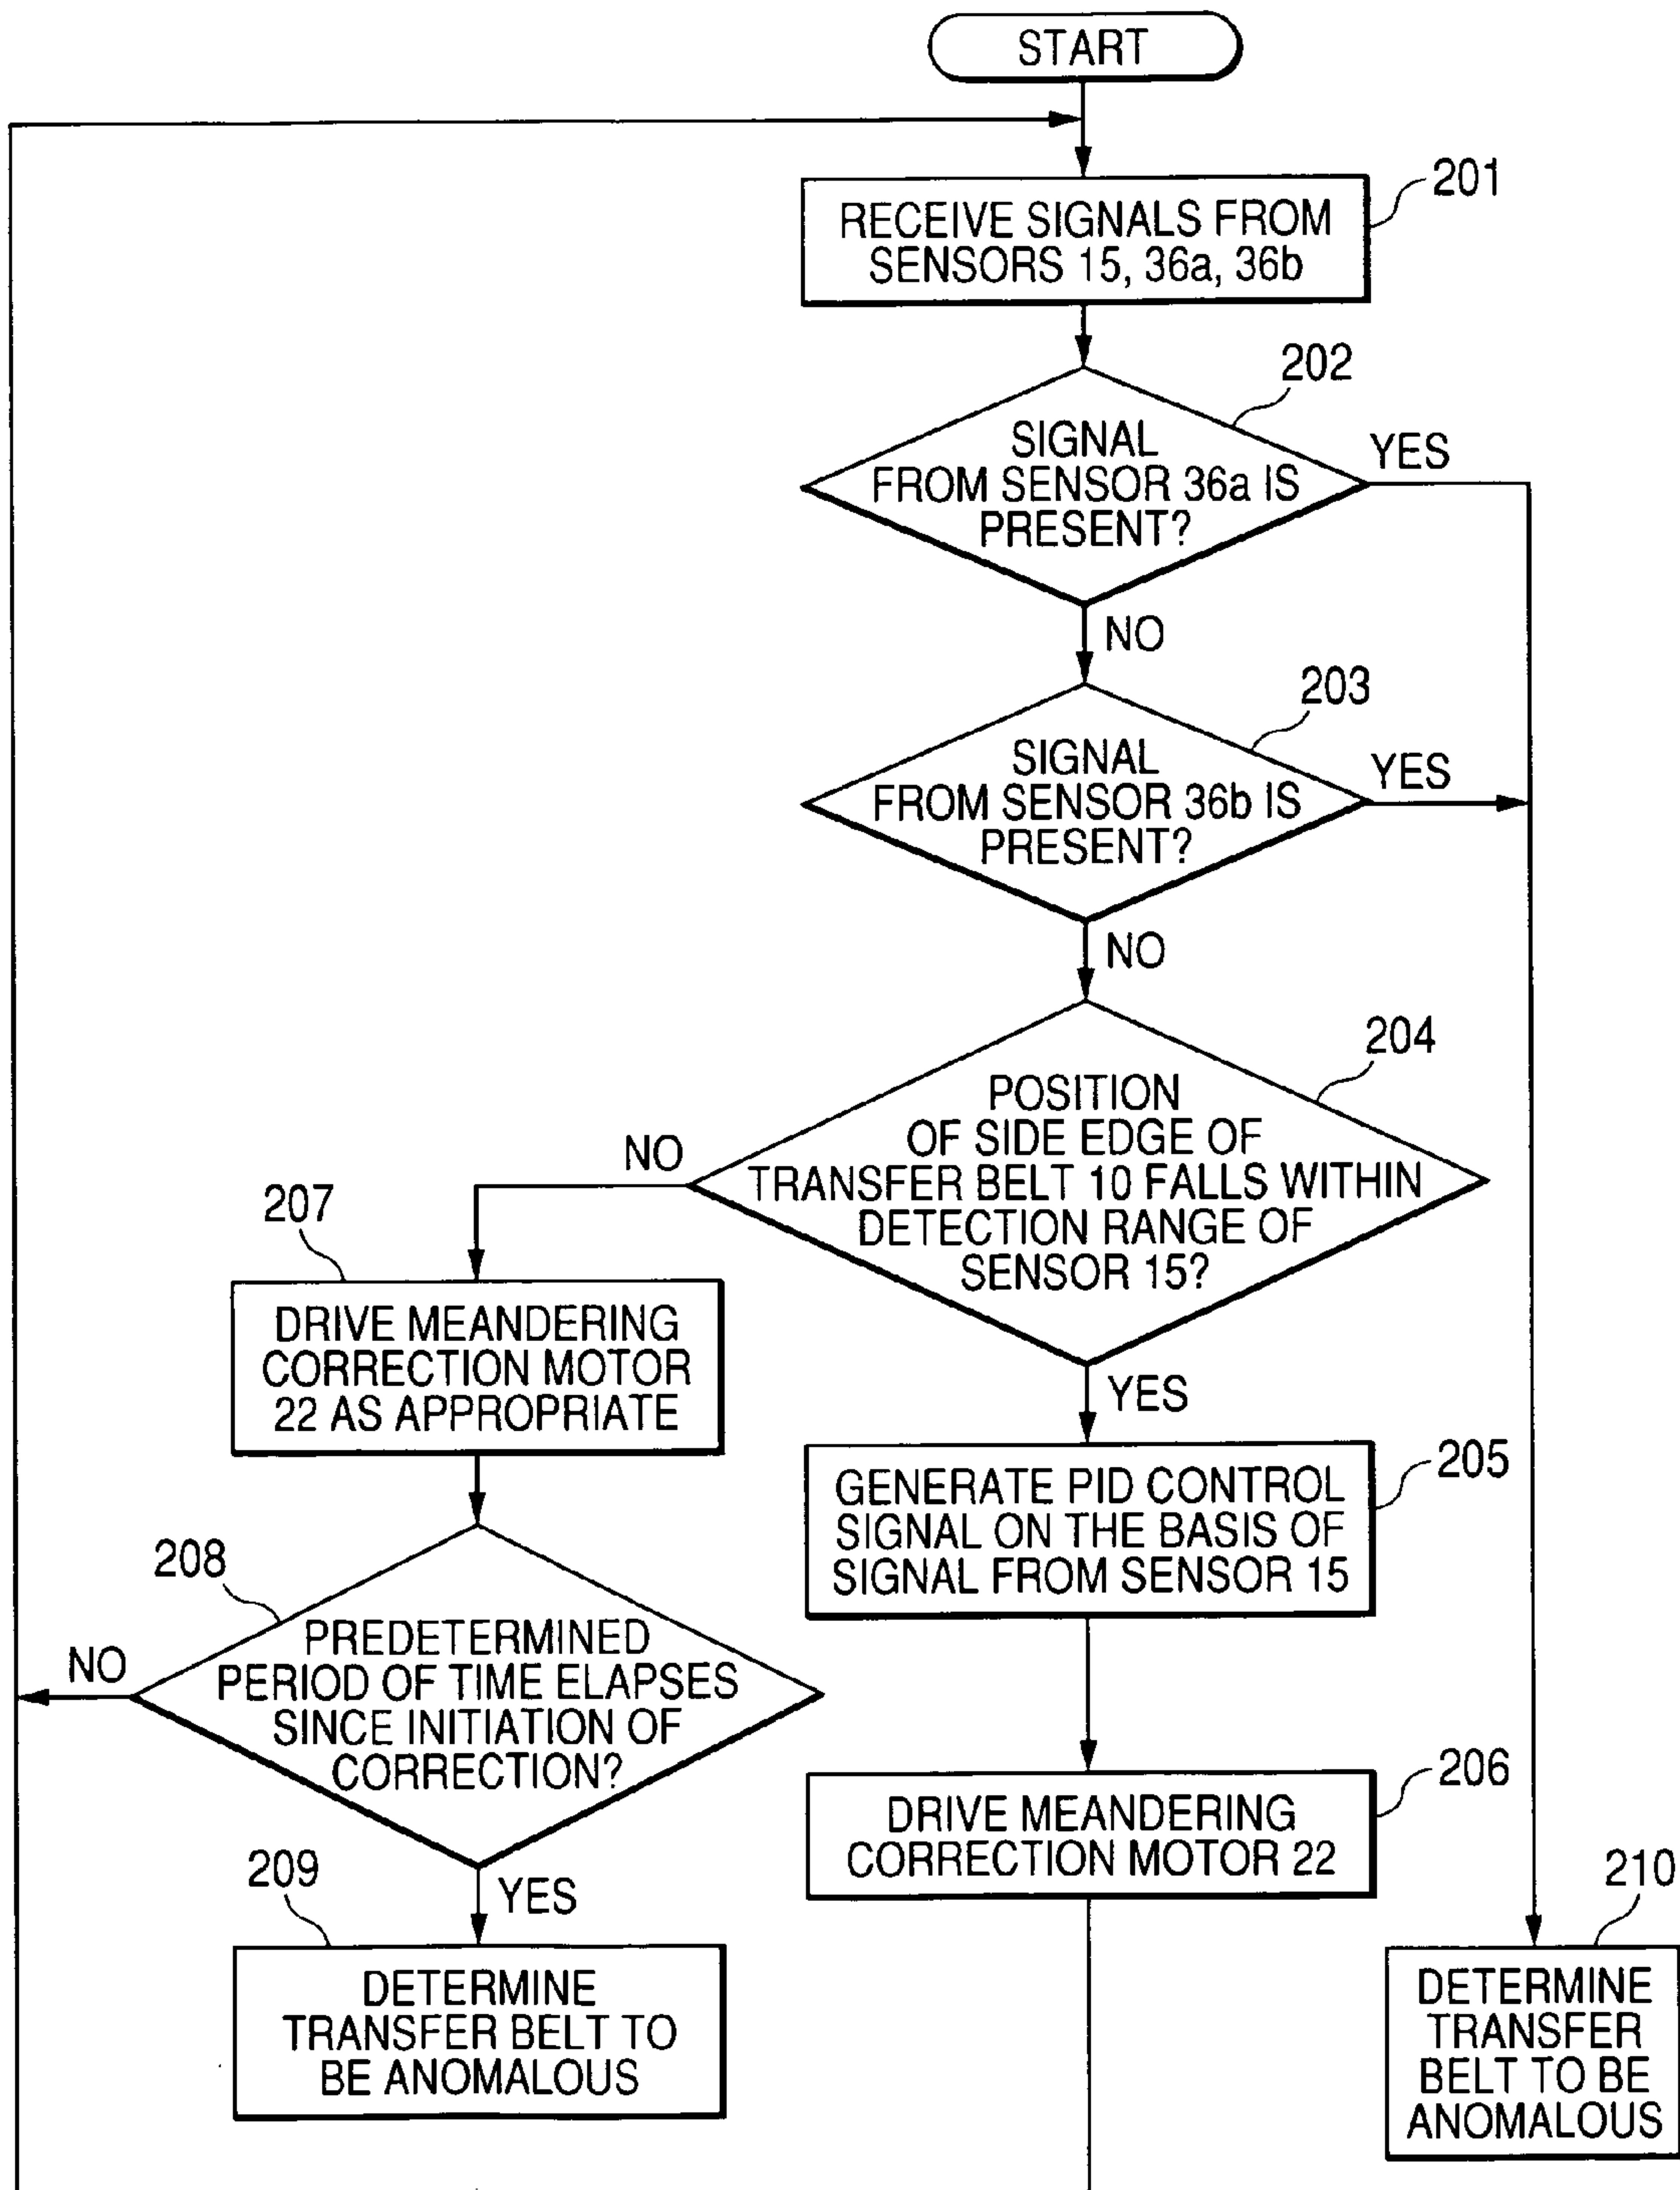 START
201
RECEIVE SIGNALS FROM
SENSORS 15, 36a, 36b
202
SIGNAL
FROM SENSOR 36a IS
PRESENT?
YES
NO
203
SIGNAL
FROM SENSOR 36b IS
PRESENT?
YES
NO
204
POSITION
OF SIDE EDGE OF
TRANSFER BELT 10 FALLS WITHIN
DETECTION RANGE OF
SENSOR 15?
NO
YES
207
DRIVE MEANDERING
CORRECTION MOTOR
22 AS APPROPRIATE
205
GENERATE PID CONTROL
SIGNAL ON THE BASIS OF
SIGNAL FROM SENSOR 15
208
PREDETERMINED
PERIOD OF TIME ELAPSES
SINCE INITIATION OF
CORRECTION?
NO
YES
206
DRIVE MEANDERING
CORRECTION MOTOR 22
209
DETERMINE
TRANSFER BELT TO
BE ANOMALOUS
210
DETERMINE
TRANSFER
BELT TO BE
ANOMALOUS